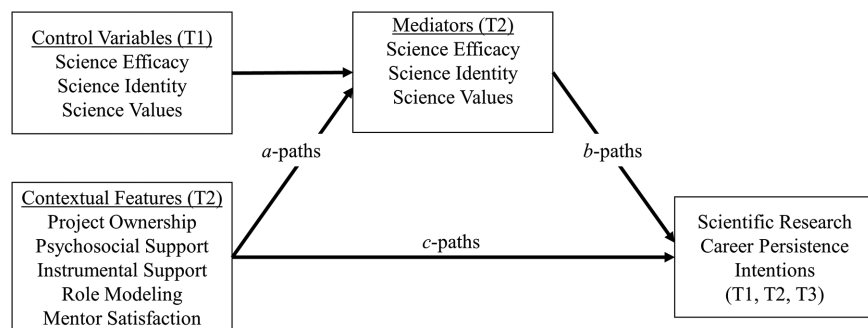 Control Variables (T1)
Science Efficacy
Science Identity
Science Values
Mediators (T2)
Science Efficacy
Science Identity
Science Values
a-paths
b-paths
Contextual Features (T2)
Project Ownership
Psychosocial Support
Instrumental Support
Role Modeling
Mentor Satisfaction
c-paths
Scientific Research
Career Persistence
Intentions
(T1, T2, T3)